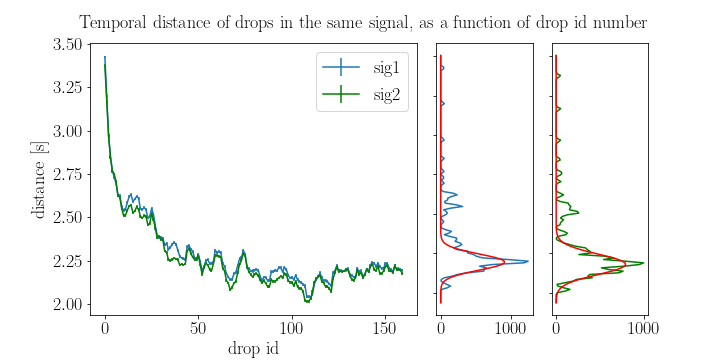 Temporal distance of drops in the same signal, as a function of drop id number
3.50
3.25
3.00
2.75
2.50
2.25
2.00
distance [s]
sig1
sig2
0 50 100 150
drop id
0 1000
0 1000